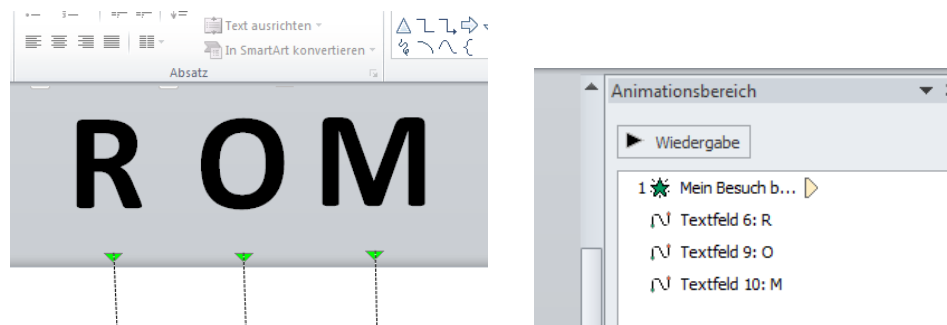 Text ausrichten
In SmartArt konvertieren
Absatz
R O M
Animationsbereich
Wiedergabe
1 Mein Besuch b...
Textfeld 6: R
Textfeld 9: O
Textfeld 10: M